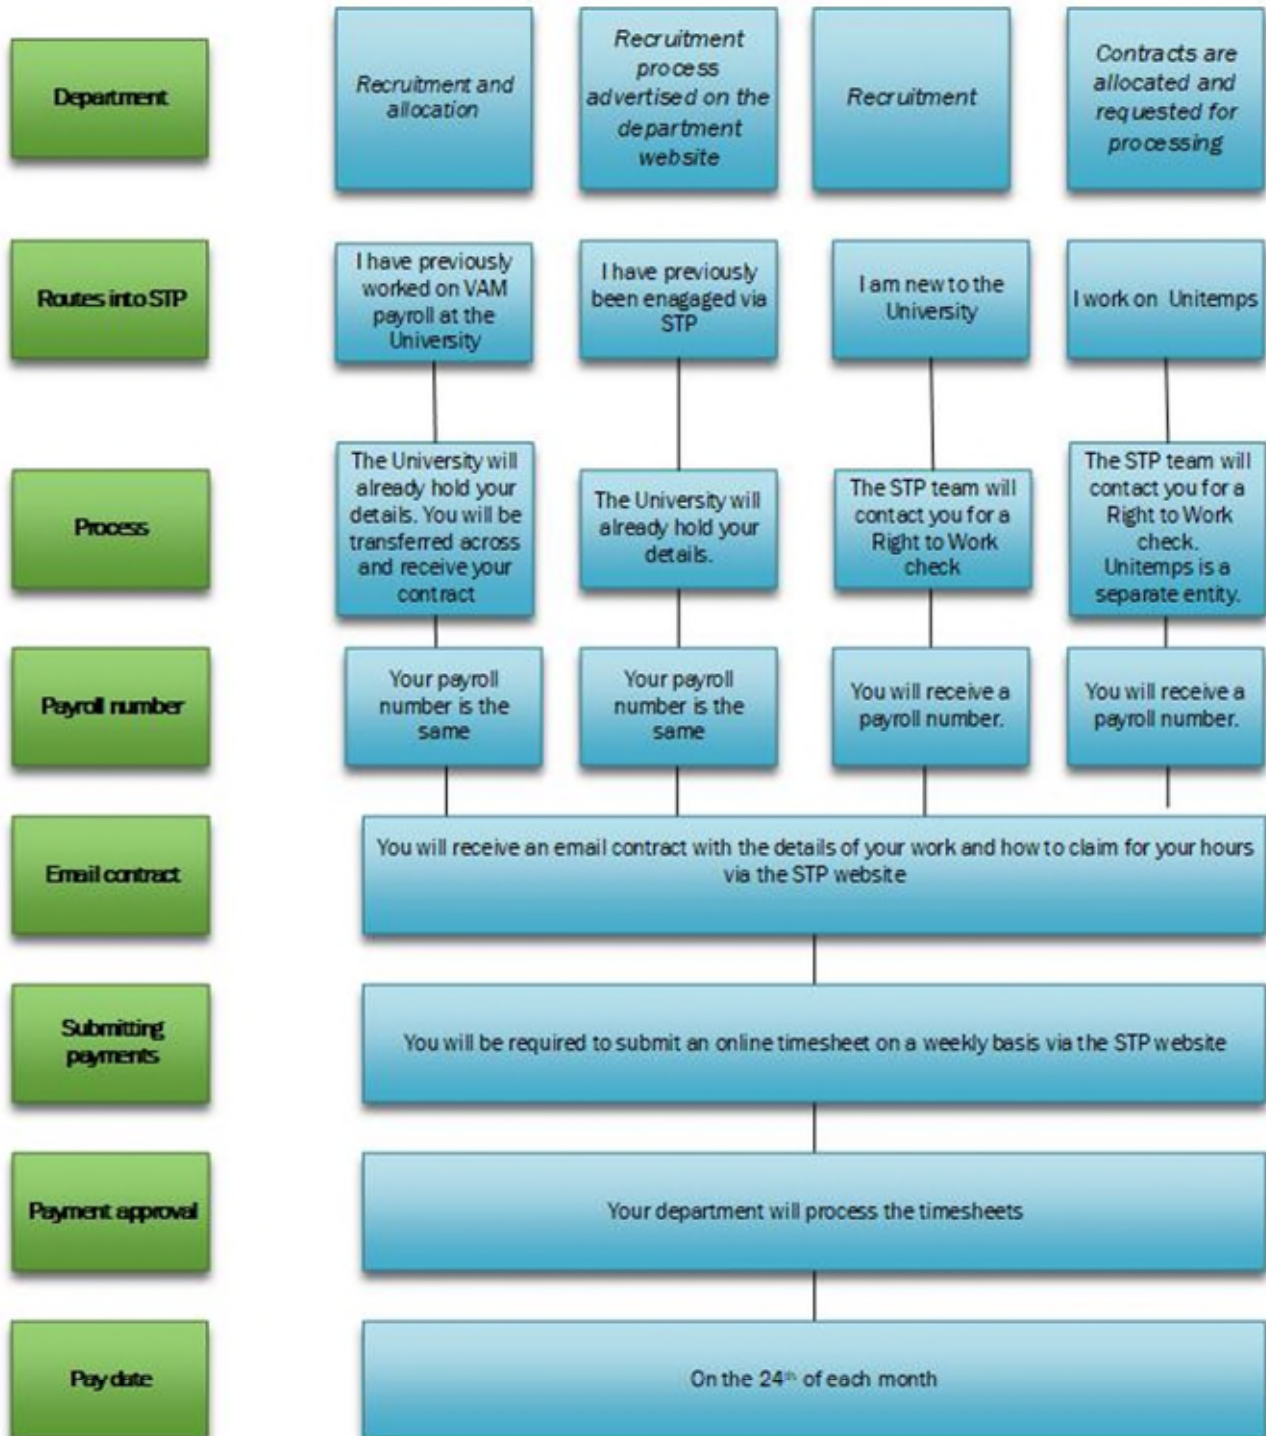 Department
Recruitment and
allocation
Recruitment
process
advertised on the
department
website
Recruitment
Contracts are
allocated and
requested for
processing
Routes into STP
I have previously
worked on VAM
payroll at the
University
I have previously
been enagaged via
STP
I am new to the
University
I work on Unitemps
Process
The University will
already hold your
details. You will be
transferred across
and receive your
contract
The University will
already hold your
details.
The STP team will
contact you for a
Right to Work
check
The STP team will
contact you for a
Right to Work
check.
Unitemps is a
separate entity.
Payroll number
Your payroll
number is the
same
Your payroll
number is the
same
You will receive a
payroll number.
You will receive a
payroll number.
Email contract
You will receive an email contract with the details of your work and how to claim for your hours
via the STP website
Submitting
payments
You will be required to submit an online timesheet on a weekly basis via the STP website
Payment approval
Your department will process the timesheets
Pay date
On the 24th of each month